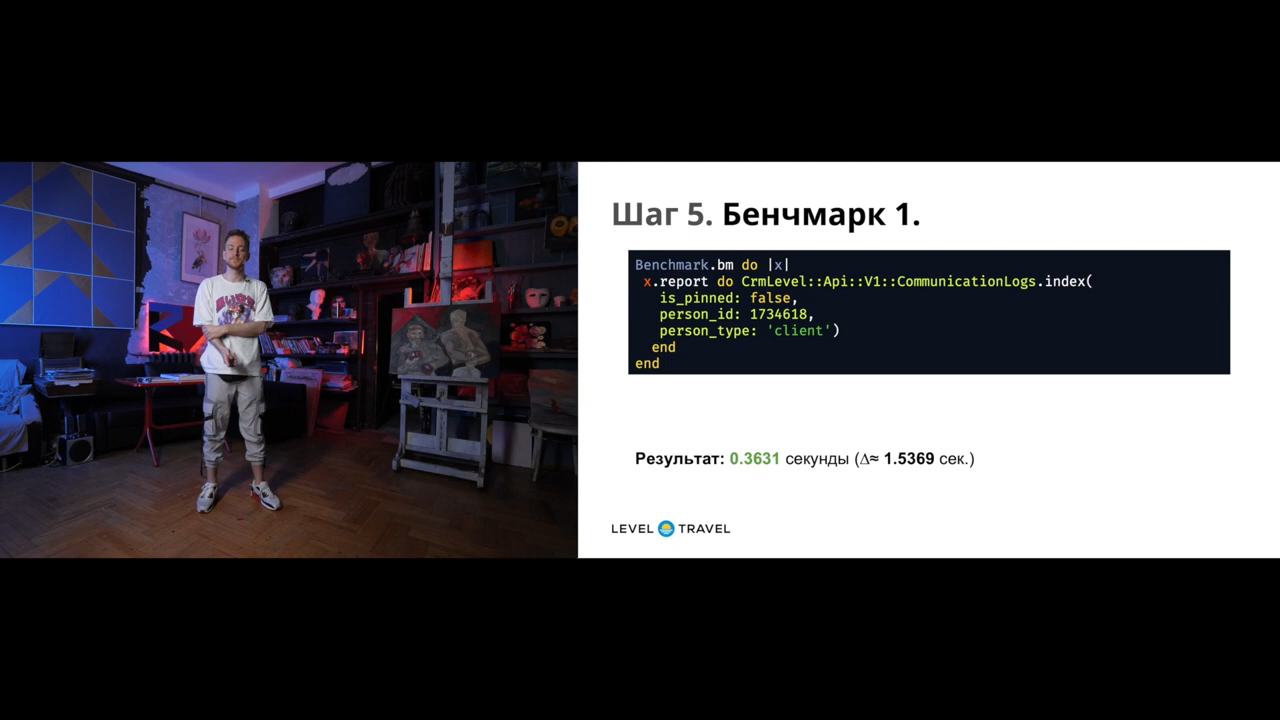 Шаг 5. Бенчмарк 1.
Benchmark.bm do |x|
x.report do CrmLevel::Api::V1::CommunicationLogs.index(
is_pinned: false,
person_id: 1734618,
person_type: 'client')
end
end
Результат: 0.3631 секунды (∆≈ 1.5369 сек.)
LEVEL TRAVEL